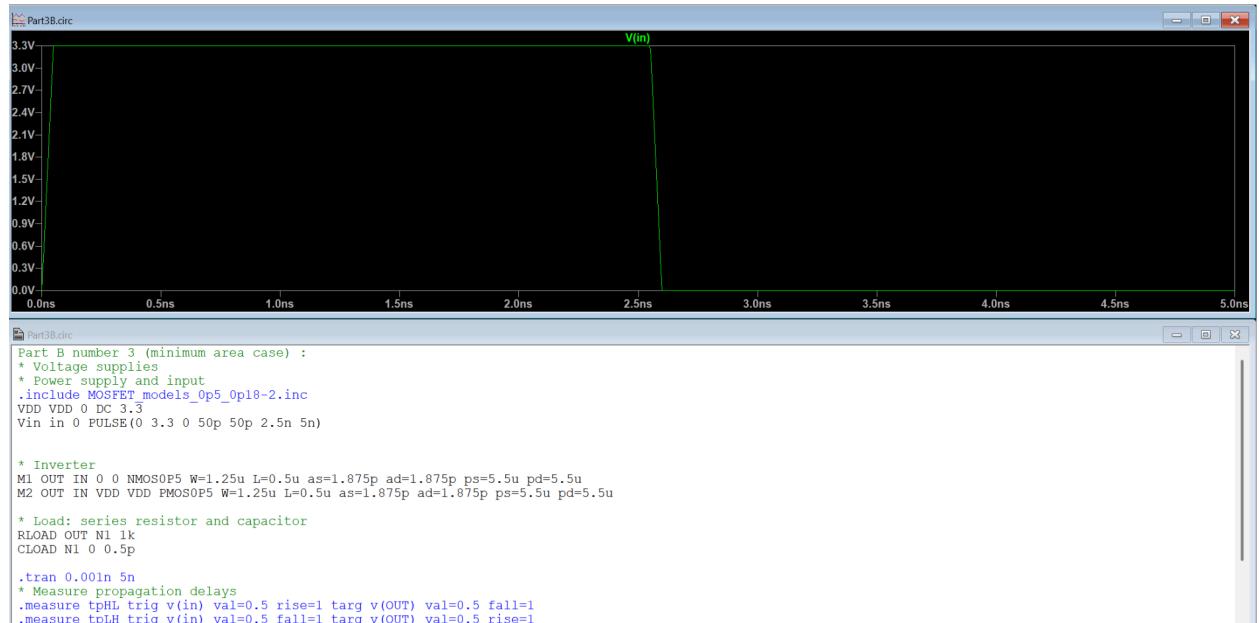 Part3B.circ
V(in)
3.3V
3.0V
2.7V
2.4V
2.1V
1.8V
1.5V
1.2V
0.9V
0.6V
0.3V
0.0V
0.0ns 0.5ns 1.0ns 1.5ns 2.0ns 2.5ns 3.0ns 3.5ns 4.0ns 4.5ns 5.0ns
Part3B.circ
Part B number 3 (minimum area case) :
* Voltage supplies
* Power supply and input
.include MOSFET_models_0p5_0p18-2.inc
VDD VDD 0 DC 3.3
Vin in 0 PULSE(0 3.3 0 50p 50p 2.5n 5n)
* Inverter
M1 OUT IN 0 0 NMOS0P5 W=1.25u L=0.5u as=1.875p ad=1.875p ps=5.5u pd=5.5u
M2 OUT IN VDD VDD PMOS0P5 W=1.25u L=0.5u as=1.875p ad=1.875p ps=5.5u pd=5.5u
* Load: series resistor and capacitor
RLOAD OUT N1 1k
CLOAD N1 0 0.5p
.tran 0.001n 5n
* Measure propagation delays
.measure tpHL trig v(in) val=0.5 rise=1 targ v(OUT) val=0.5 fall=1
.measure tpLH trig v(in) val=0.5 fall=1 targ v(OUT) val=0.5 rise=1